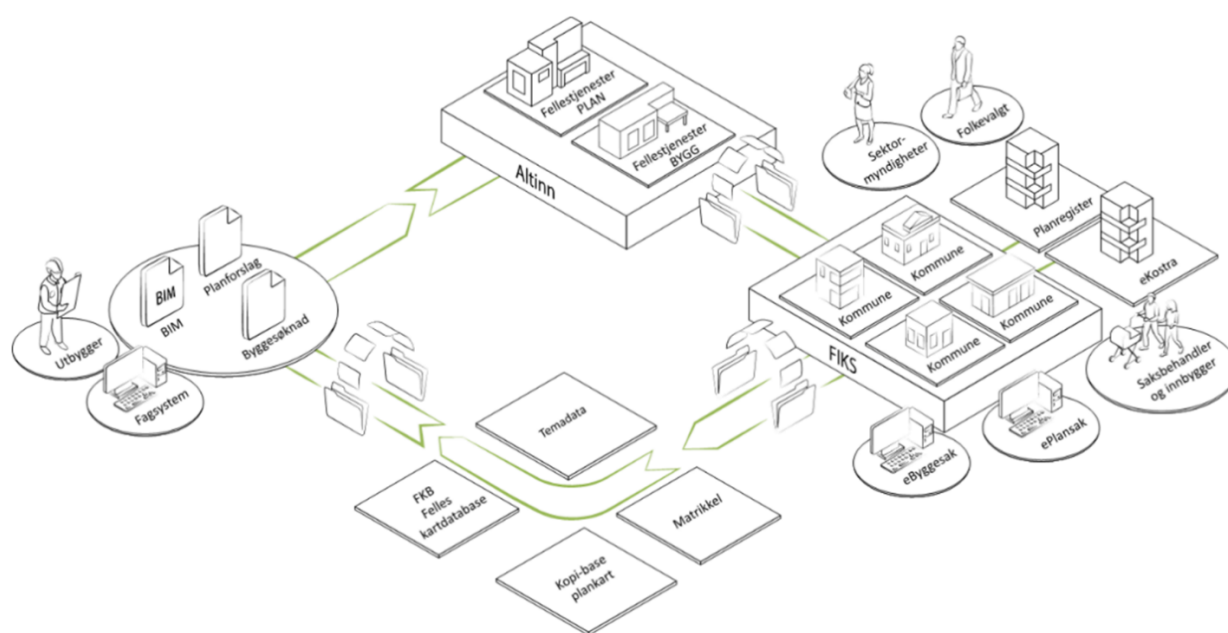 Fellestjenester
PLAN
Fellestjenester
BYGG
Altinn
Folkevalgt
Sektor-
myndigheter
Planregister
eKostra
Kommune
Kommune
Kommune
Kommune
FIKS
Saksbehandler
og innbygger
ePlansak
eByggesak
Planforslag
BIM
BIM
Byggesøknad
Utbygger
Fagsystem
Temadata
FKB
Felles
kartdatabase
Matrikkel
Kopi-base
plankart